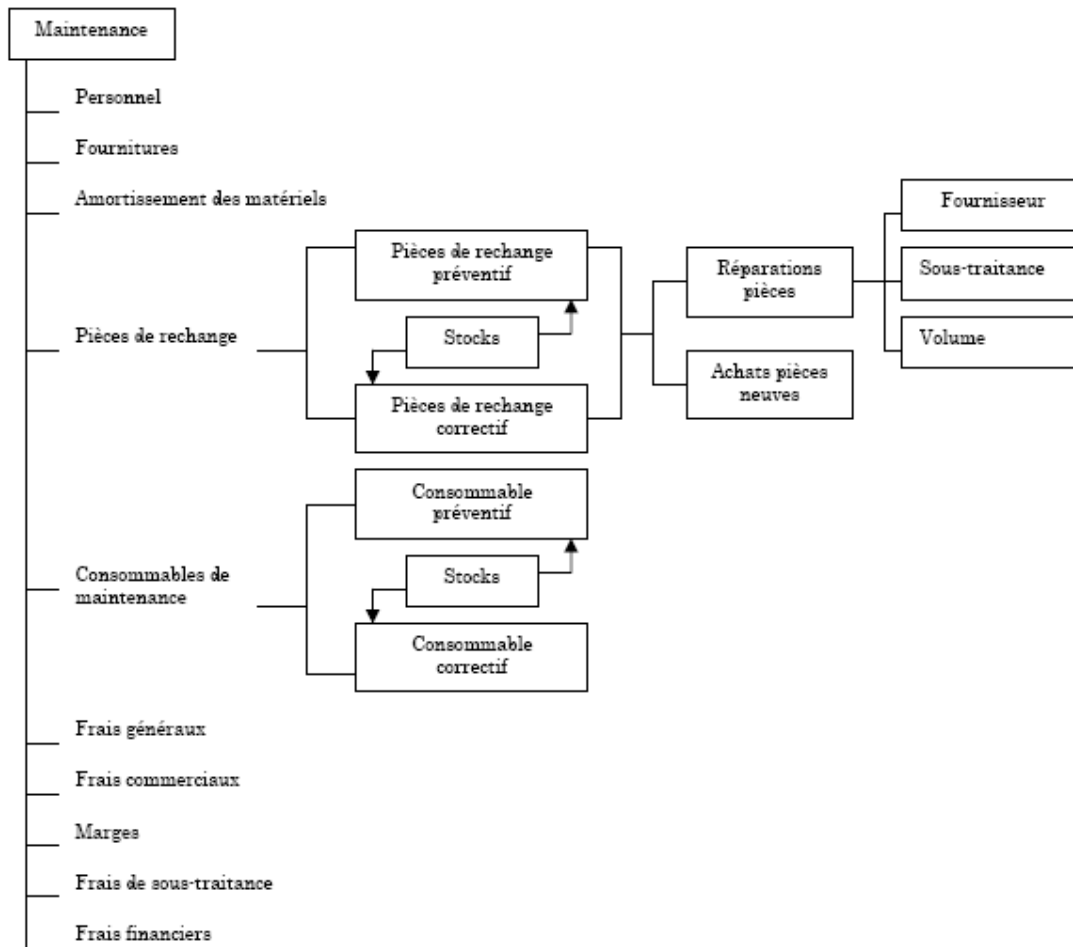 Maintenance
Personnel
Fournitures
Amortissement des matériels
Fournisseur
Pièces de rechange
préventif
Réparations
pièces
Sous-traitance
Pièces de rechange
Stocks
Volume
Achats pièces
neuves
Pièces de rechange
correctif
Consommable
préventif
Consommables de
maintenance
Stocks
Consommable
correctif
Frais généraux
Frais commerciaux
Marges
Frais de sous-traitance
Frais financiers